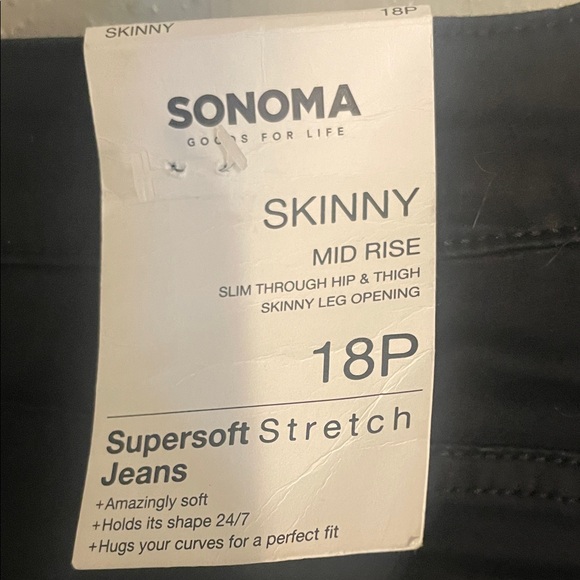 SKINNY 18P
SONOMA
GOODS FOR LIFE
SKINNY
MID RISE
SLIM THROUGH HIP & THIGH
SKINNY LEG OPENING
18P
Supersoft Stretch
Jeans
+Amazingly soft
+Holds its shape 24/7
+Hugs your curves for a perfect fit